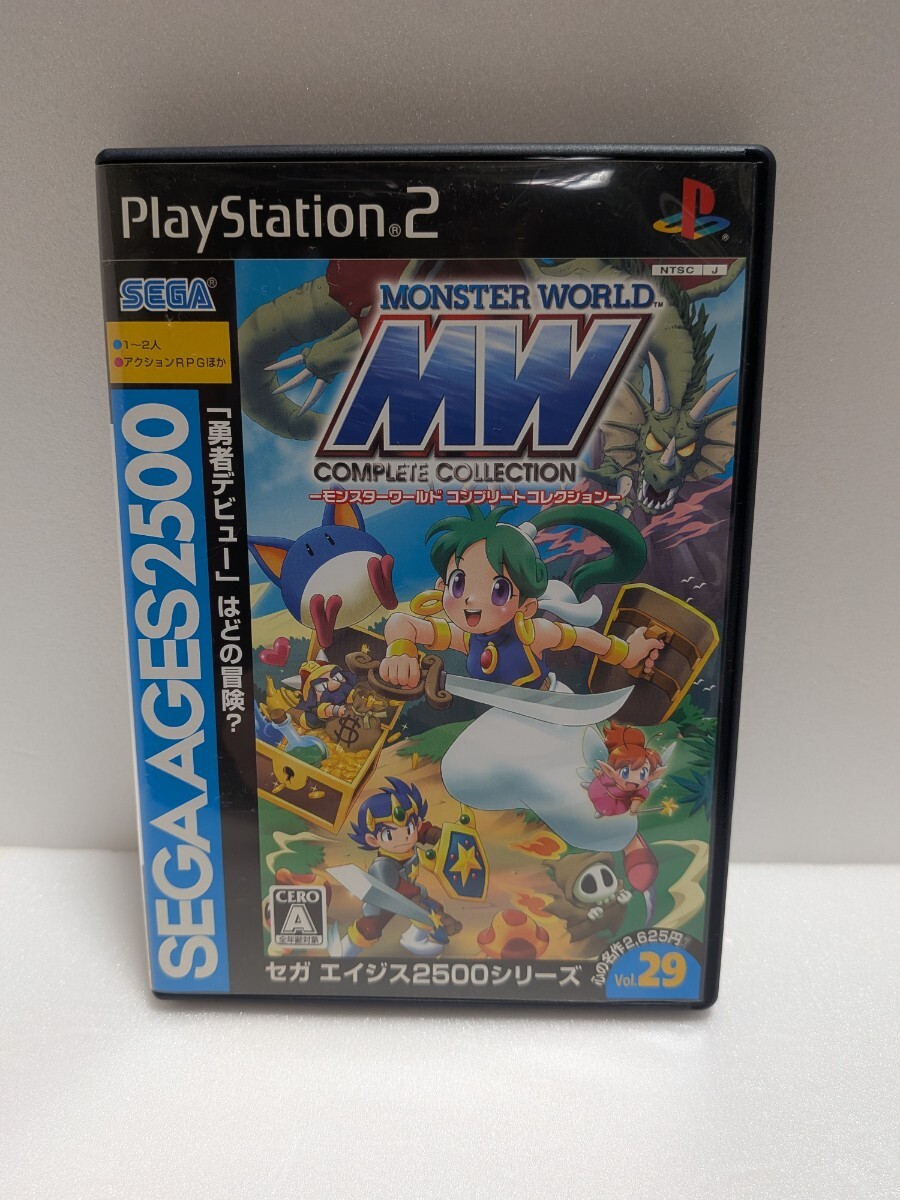 PlayStation®2
NTSC J
SEGA®
●1～2人
●アクションRPGほか
MONSTER WORLD™
MW
COMPLETE COLLECTION
ーモンスターワールド コンプリートコレクションー
「勇者デビュー」はどの冒険？
SEGA AGES 2500
CERO
A
全年齢対象
セガ エイジス2500シリーズ
心の名作2,625円
Vol.29